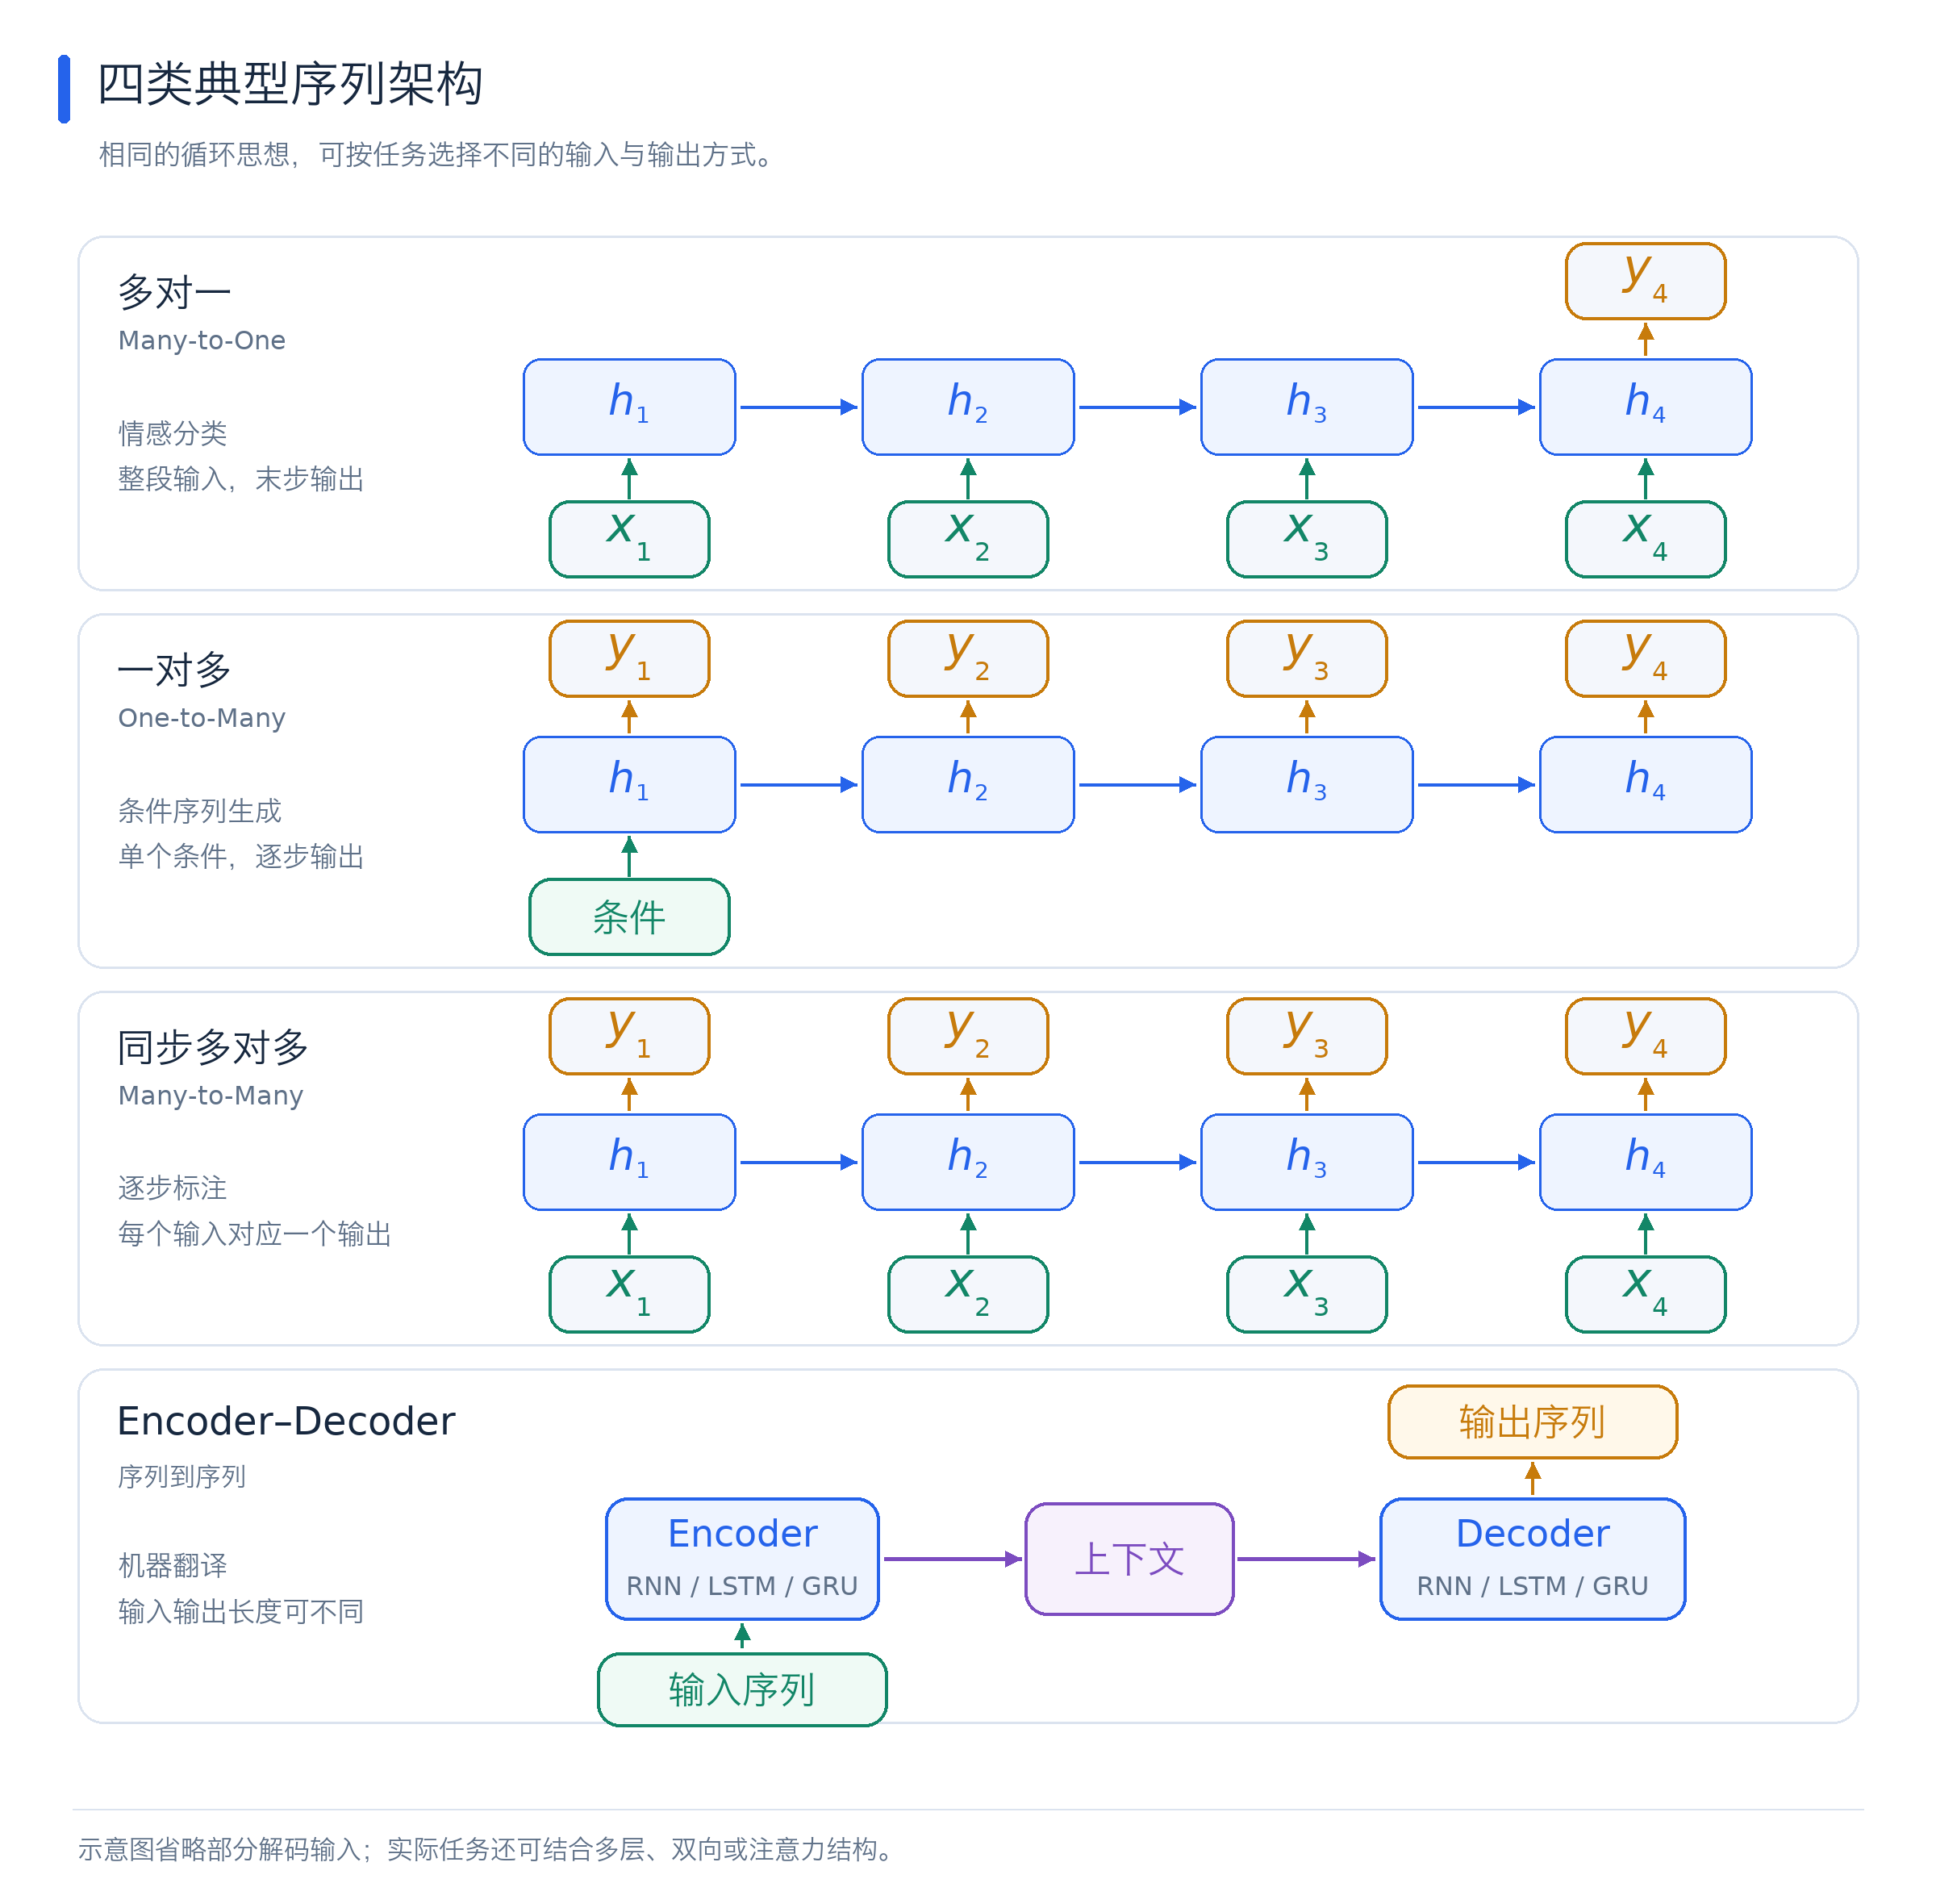 四类典型序列架构
相同的循环思想，可按任务选择不同的输入与输出方式。
多对一
Many-to-One
情感分类
整段输入，末步输出
y4
h1 h2 h3 h4
x1 x2 x3 x4
一对多
One-to-Many
条件序列生成
单个条件，逐步输出
y1 y2 y3 y4
h1 h2 h3 h4
条件
同步多对多
Many-to-Many
逐步标注
每个输入对应一个输出
y1 y2 y3 y4
h1 h2 h3 h4
x1 x2 x3 x4
Encoder–Decoder
序列到序列
机器翻译
输入输出长度可不同
输出序列
Encoder
RNN / LSTM / GRU
上下文
Decoder
RNN / LSTM / GRU
输入序列
示意图省略部分解码输入；实际任务还可结合多层、双向或注意力结构。